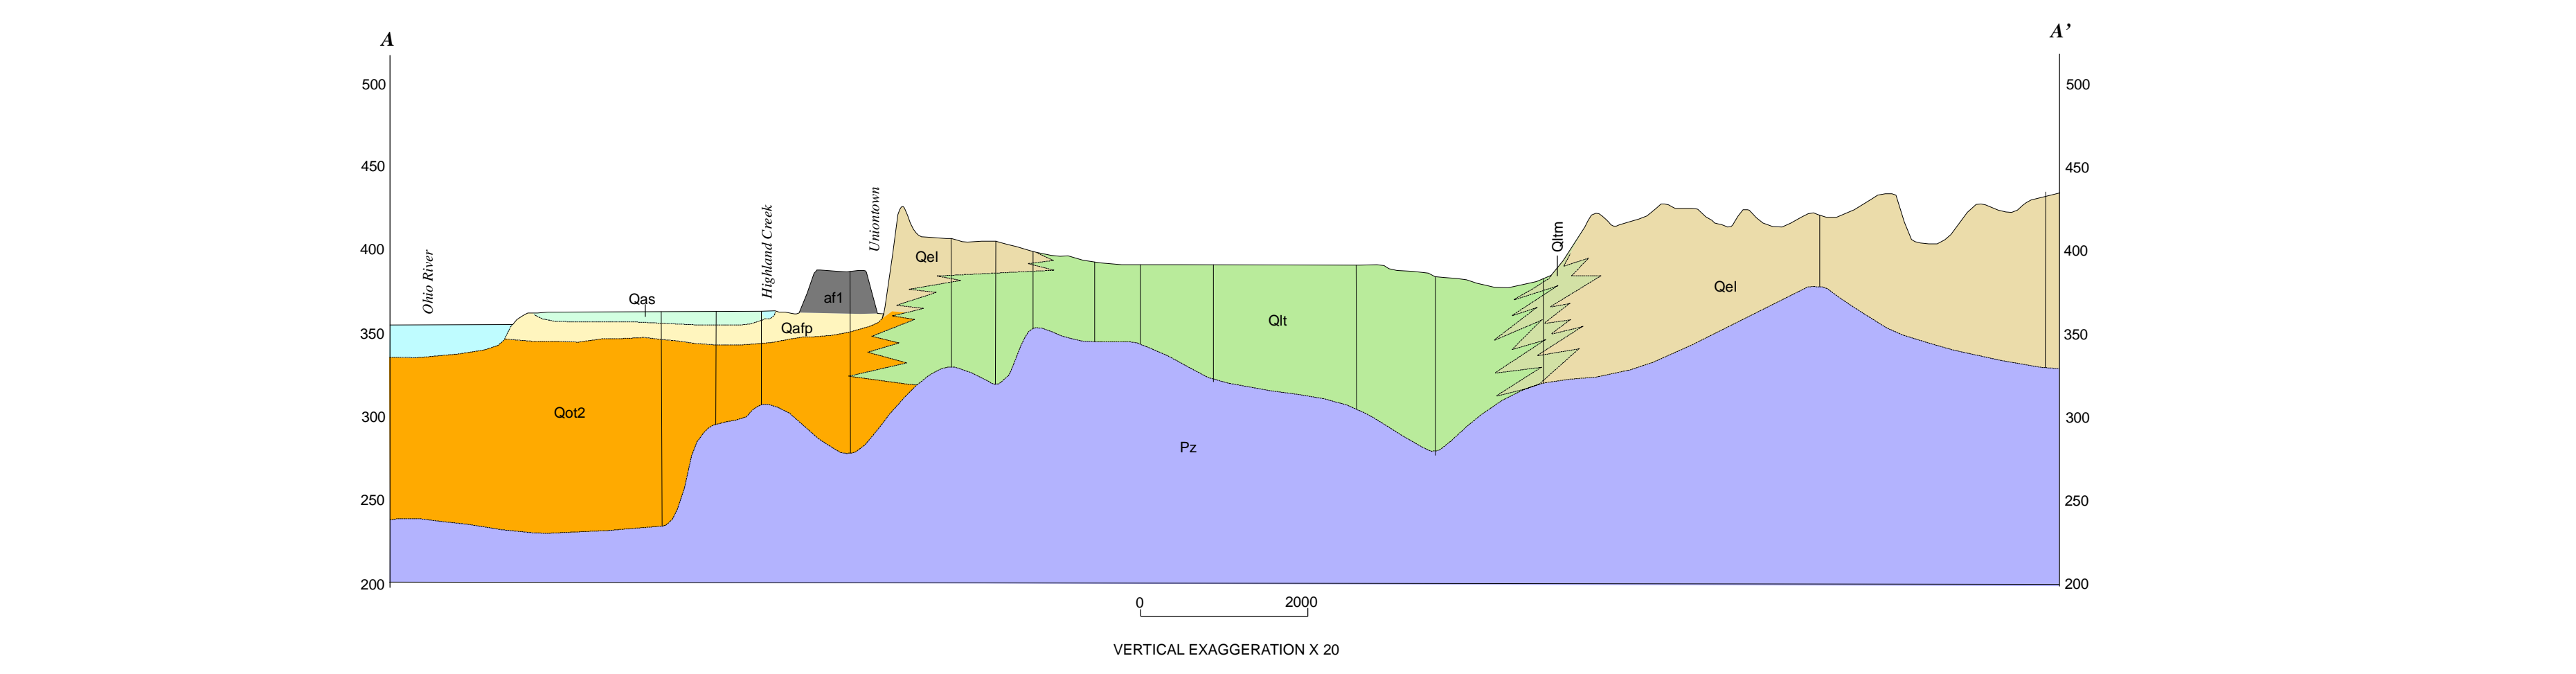 A
A’
500
500
450
450
400
400
350
350
300
300
250
250
200
200
Ohio River
Qas
Highland Creek
Uniontown
af1
Qafp
Qel
Qot2
Qlt
Qltm
Qel
Pz
0
2000
VERTICAL EXAGGERATION X 20